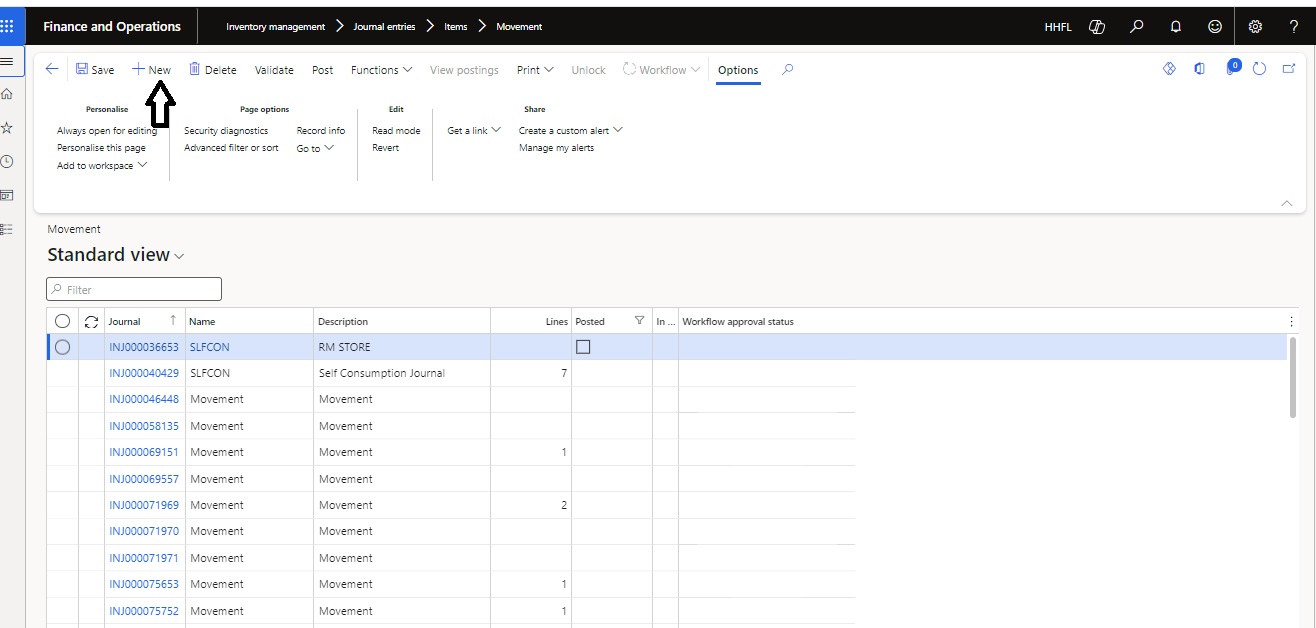 Finance and Operations Inventory management Journal entries Items Movement HHFL ?
Save New Delete Validate Post Functions View postings Print Unlock Workflow Options 0
Personalise Page options Edit Share
Always open for editing Security diagnostics Record info Read mode Get a link Create a custom alert
Personalise this page Advanced filter or sort Go to Revert Manage my alerts
Add to workspace
Movement
Standard view
Filter
Journal Name Description Lines Posted In ... Workflow approval status
INJ000036653 SLFCON RM STORE
INJ000040429 SLFCON Self Consumption Journal 7
INJ000046448 Movement Movement
INJ000058135 Movement Movement
INJ000069151 Movement Movement 1
INJ000069557 Movement Movement
INJ000071969 Movement Movement 2
INJ000071970 Movement Movement
INJ000071971 Movement Movement
INJ000075653 Movement Movement 1
INJ000075752 Movement Movement 1